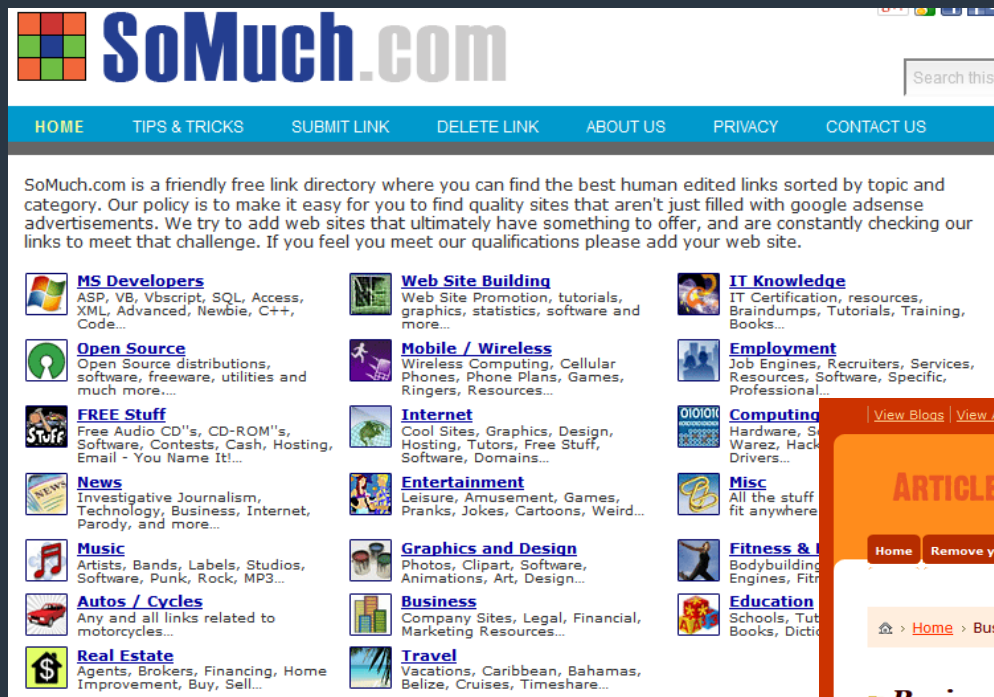 SoMuch.com
Search this
HOME TIPS & TRICKS SUBMIT LINK DELETE LINK ABOUT US PRIVACY CONTACT US
SoMuch.com is a friendly free link directory where you can find the best human edited links sorted by topic and
category. Our policy is to make it easy for you to find quality sites that aren't just filled with google adsense
advertisements. We try to add web sites that ultimately have something to offer, and are constantly checking our
links to meet that challenge. If you feel you meet our qualifications please add your web site.
MS Developers
ASP, VB, Vbscript, SQL, Access,
XML, Advanced, Newbie, C++,
Code...
Web Site Building
Web Site Promotion, tutorials,
graphics, statistics, software and
more...
IT Knowledge
IT Certification, resources,
Braindumps, Tutorials, Training,
Books...
Open Source
Open Source distributions,
software, freeware, utilities and
much more....
Mobile / Wireless
Wireless Computing, Cellular
Phones, Phone Plans, Games,
Ringers, Resources...
Employment
Job Engines, Recruiters, Services,
Resources, Software, Specific,
Professional...
STUFF
FREE Stuff
Free Audio CD"s, CD-ROM"s,
Software, Contests, Cash, Hosting,
Email - You Name It!...
Internet
Cool Sites, Graphics, Design,
Hosting, Tutors, Free Stuff,
Software, Domains...
010101
Computing
Hardware,
Warez, Hack
Drivers...
NEWS
News
Investigative Journalism,
Technology, Business, Internet,
Parody, and more...
Entertainment
Leisure, Amusement, Games,
Pranks, Jokes, Cartoons, Weird...
Misc
All the stuff
fit anywhere
Music
Artists, Bands, Labels, Studios,
Software, Punk, Rock, MP3...
Graphics and Design
Photos, Clipart, Software,
Animations, Art, Design...
Fitness &
Bodybuilding
Engines, Fit
Autos / Cycles
Any and all links related to
motorcycles...
Business
Company Sites, Legal, Financial,
Marketing Resources...
Education
Schools, Tut
Books, Dictio
$
Real Estate
Agents, Brokers, Financing, Home
Improvement, Buy, Sell...
Travel
Vacations, Caribbean, Bahamas,
Belize, Cruises, Timeshare...
View Blogs | View
ARTICLE
Home Remove y
> Home > Bus